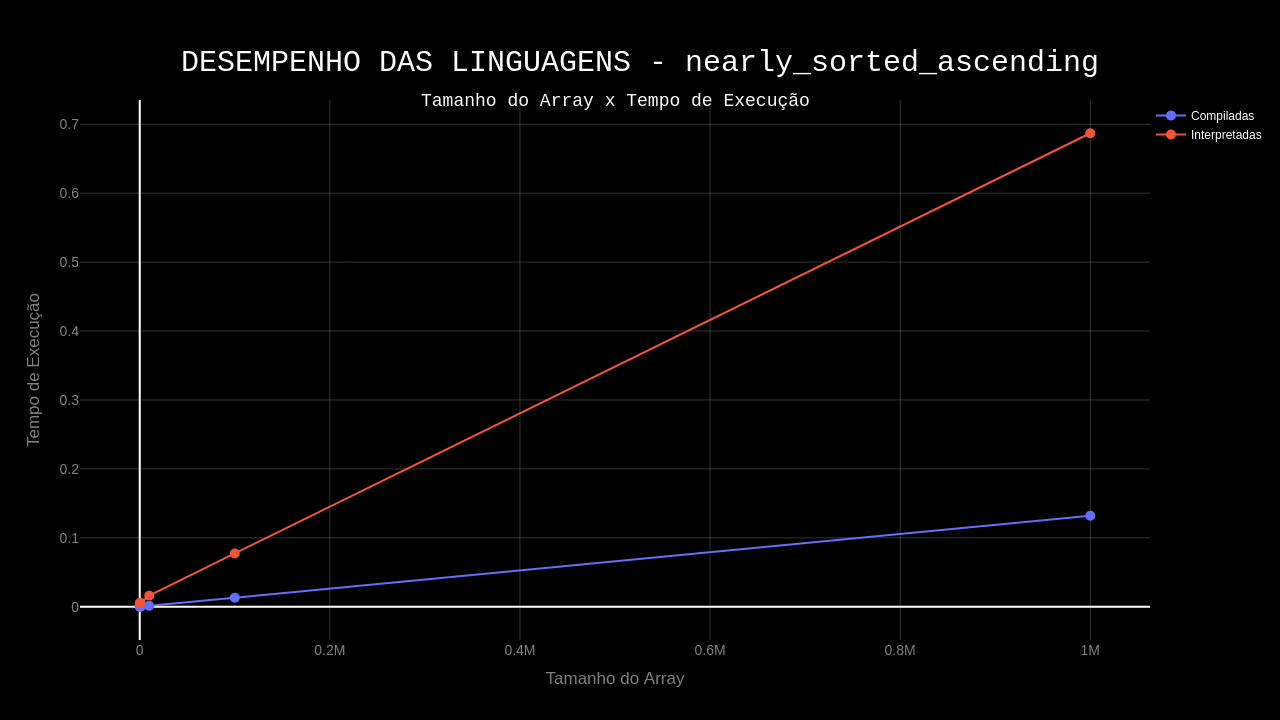 DESEMPENHO DAS LINGUAGENS - nearly_sorted_ascending
Tamanho do Array x Tempo de Execução
Compiladas
Interpretadas
0.7
0.6
0.5
0.4
0.3
0.2
0.1
0
Tempo de Execução
0
0.2M
0.4M
0.6M
0.8M
1M
Tamanho do Array